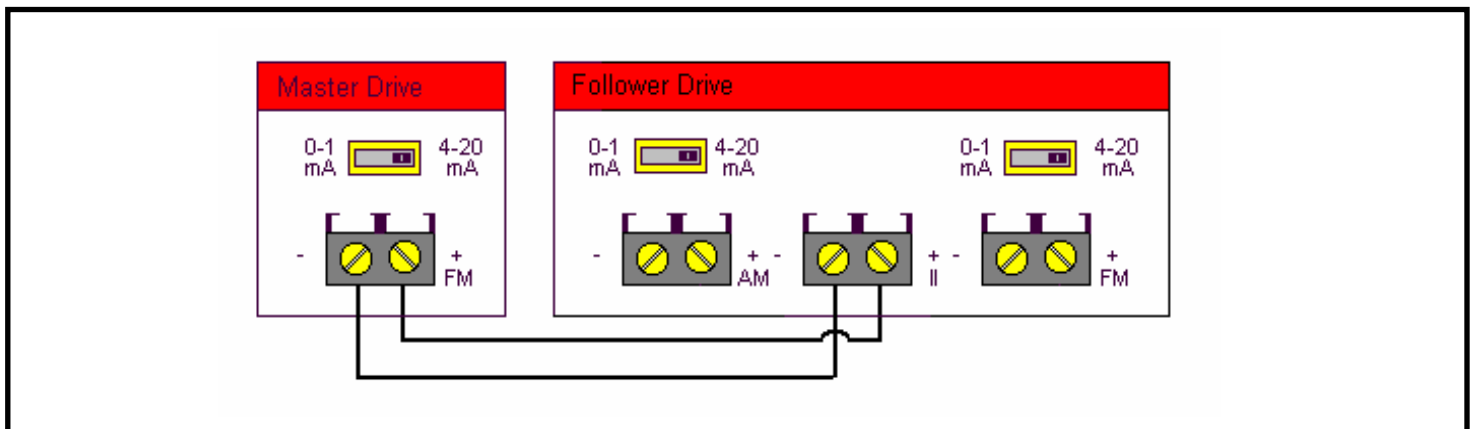 Master Drive
Follower Drive
0-1 mA
4-20 mA
0-1 mA
4-20 mA
0-1 mA
4-20 mA
-
+
FM
-
+
AM
-
+
II
-
+
FM